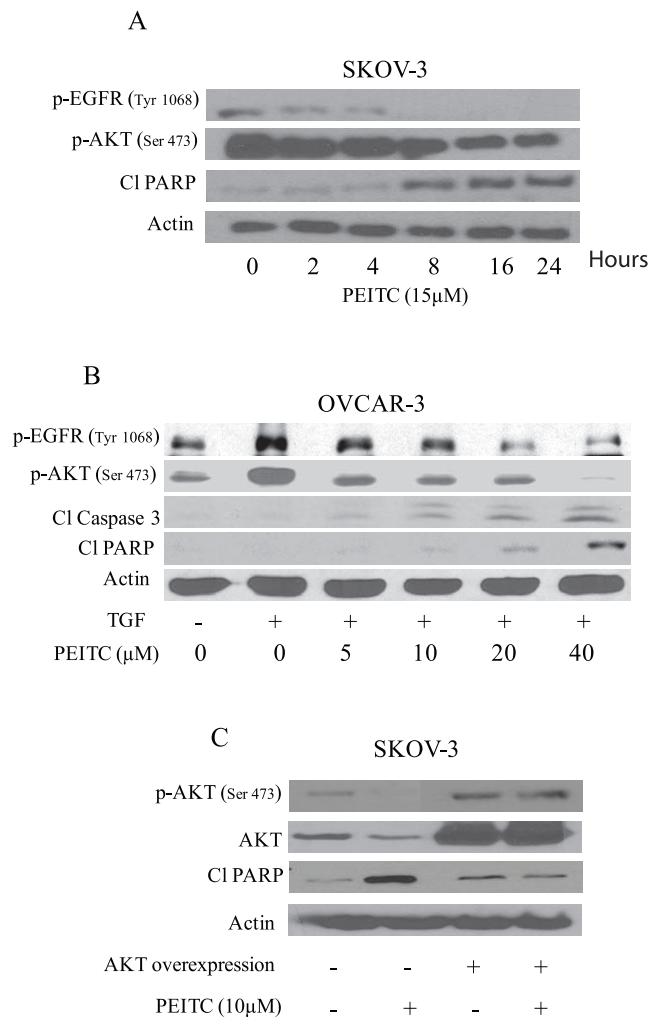 A
SKOV-3
p-EGFR (Tyr 1068)
p-AKT (Ser 473)
Cl PARP
Actin
0 2 4 8 16 24 Hours
PEITC (15µM)
B
OVCAR-3
p-EGFR (Tyr 1068)
p-AKT (Ser 473)
Cl Caspase 3
Cl PARP
Actin
TGF - + + + + +
PEITC (µM) 0 0 5 10 20 40
C
SKOV-3
p-AKT (Ser 473)
AKT
Cl PARP
Actin
AKT overexpression - - + +
PEITC (10µM) - + - +